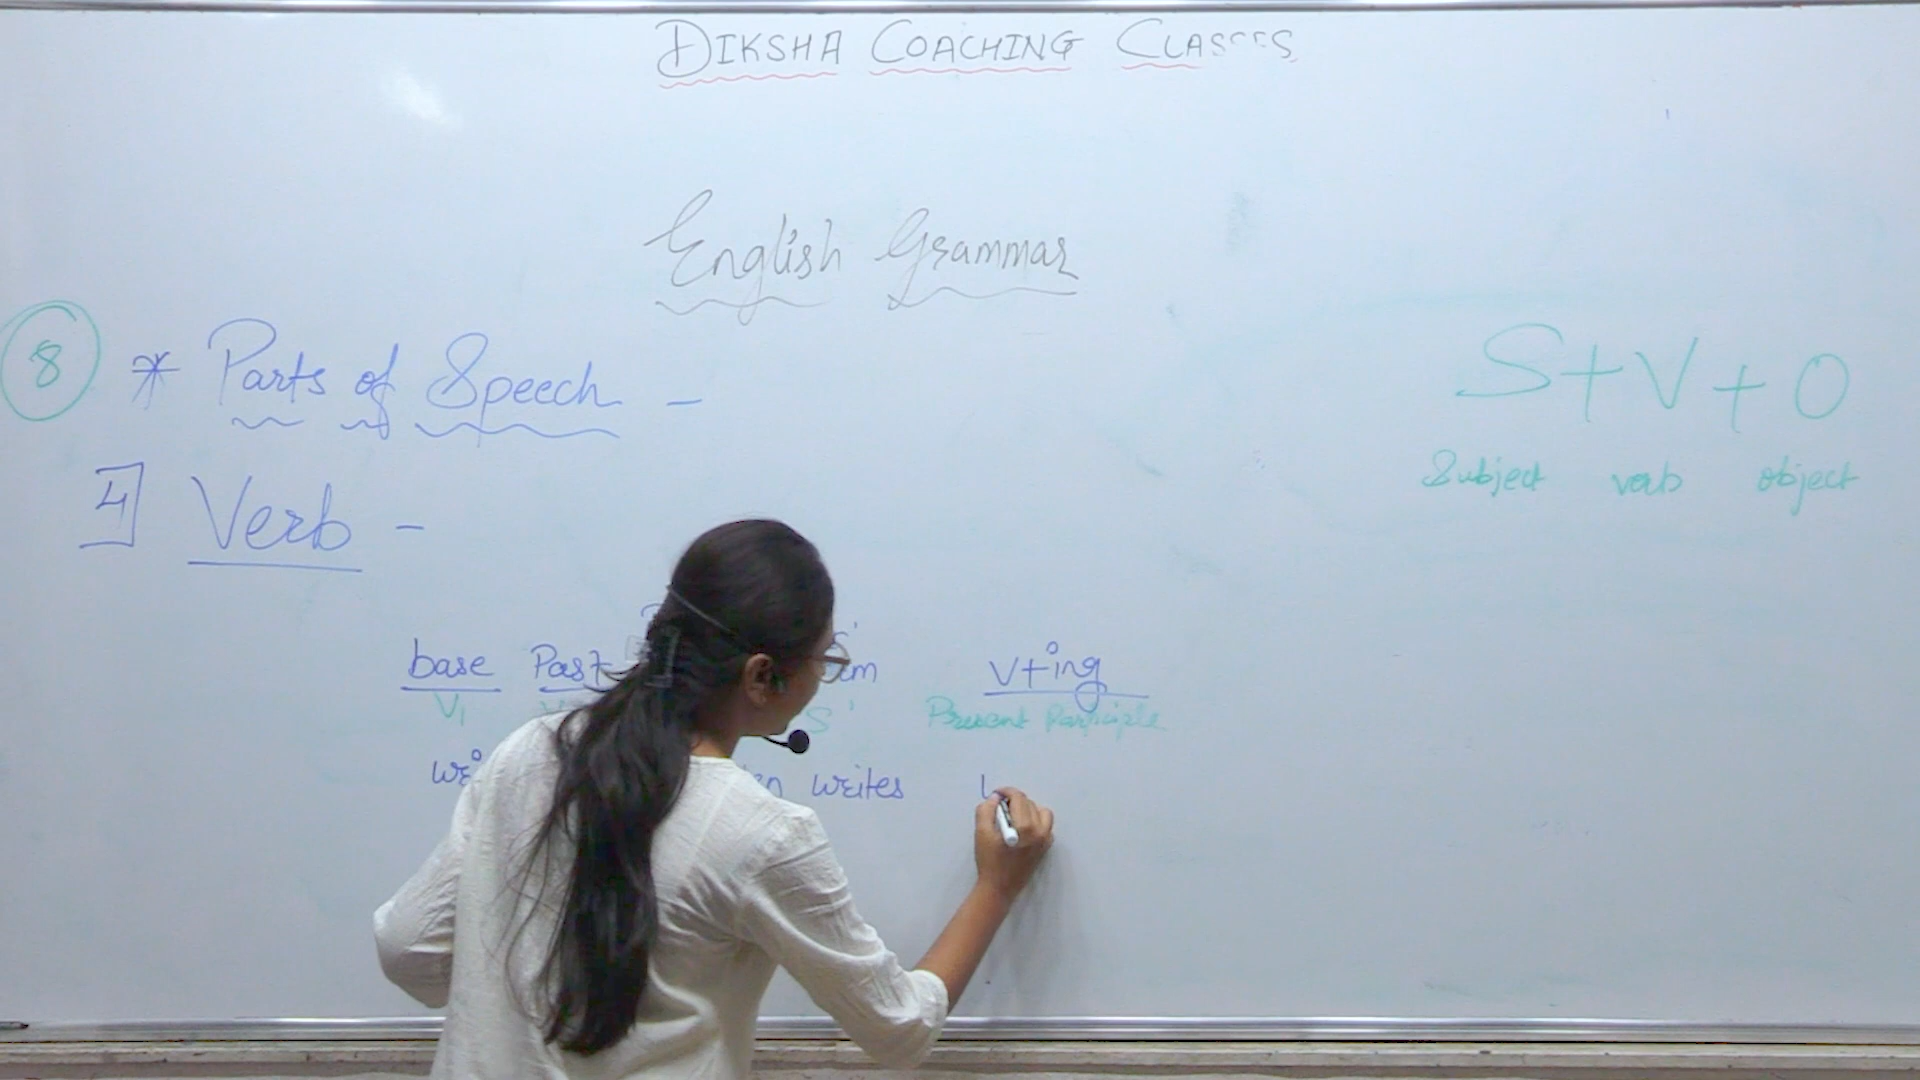 DIKSHA COACHING CLASSES
English Grammar
8 * Parts of Speech -
S+V+O
Subject verb object
4] Verb -
base Past V+ing
V1 S' Present Participle
writes